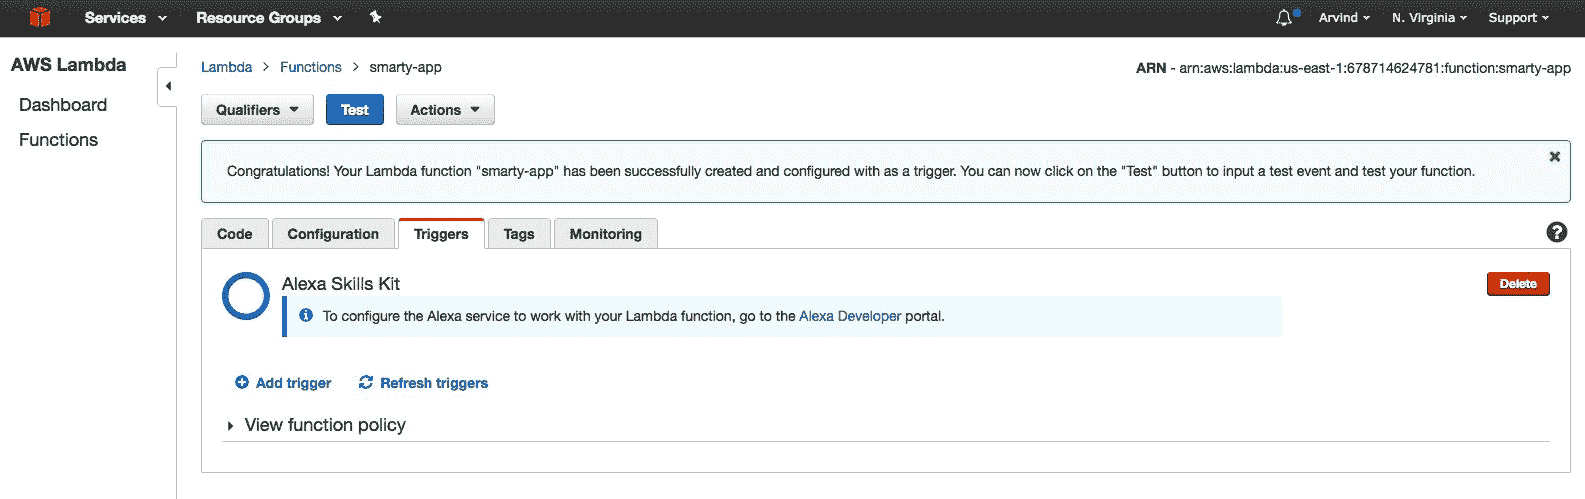 Services Resource Groups Arvind N. Virginia Support
AWS Lambda
Dashboard
Functions
Lambda > Functions > smarty-app
ARN - arn:aws:lambda:us-east-1:678714624781:function:smarty-app
Qualifiers Test Actions
Congratulations! Your Lambda function "smarty-app" has been successfully created and configured with as a trigger. You can now click on the "Test" button to input a test event and test your function.
Code Configuration Triggers Tags Monitoring
Alexa Skills Kit
Delete
To configure the Alexa service to work with your Lambda function, go to the Alexa Developer portal.
Add trigger Refresh triggers
View function policy